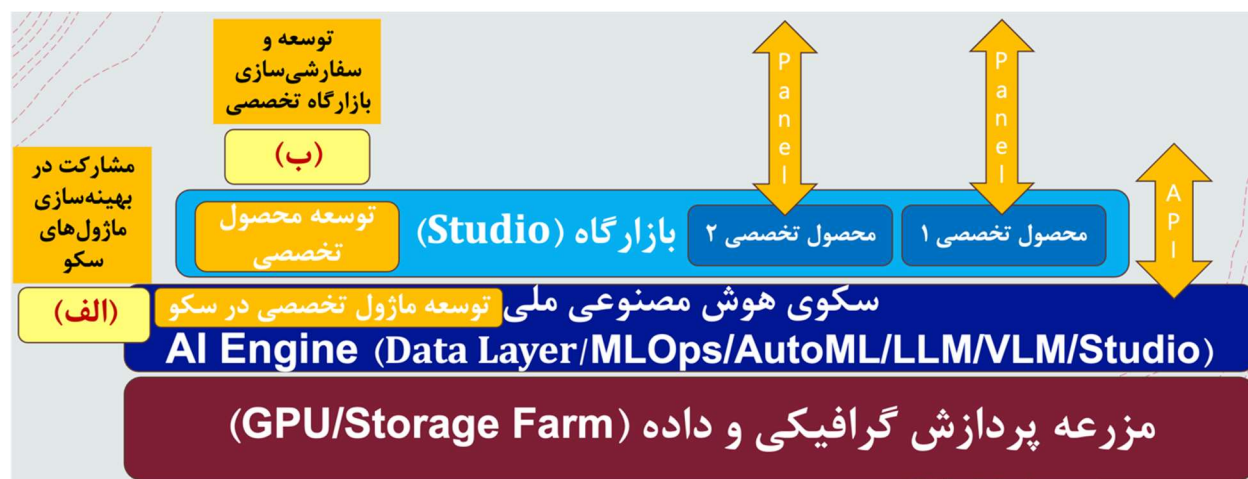 توسعه و
سفارشی‌سازی
بازارگاه تخصصی
(ب)
مشارکت در
بهینه‌سازی
ماژول‌های
سکو
(الف)
Panel
Panel
API
محصول تخصصی ۱
محصول تخصصی ۲
بازارگاه (Studio)
توسعه محصول
تخصصی
سکوی هوش مصنوعی ملی
توسعه ماژول تخصصی در سکو
AI Engine (Data Layer/MLOps/AutoML/LLM/VLM/Studio)
مزرعه پردازش گرافیکی و داده (GPU/Storage Farm)